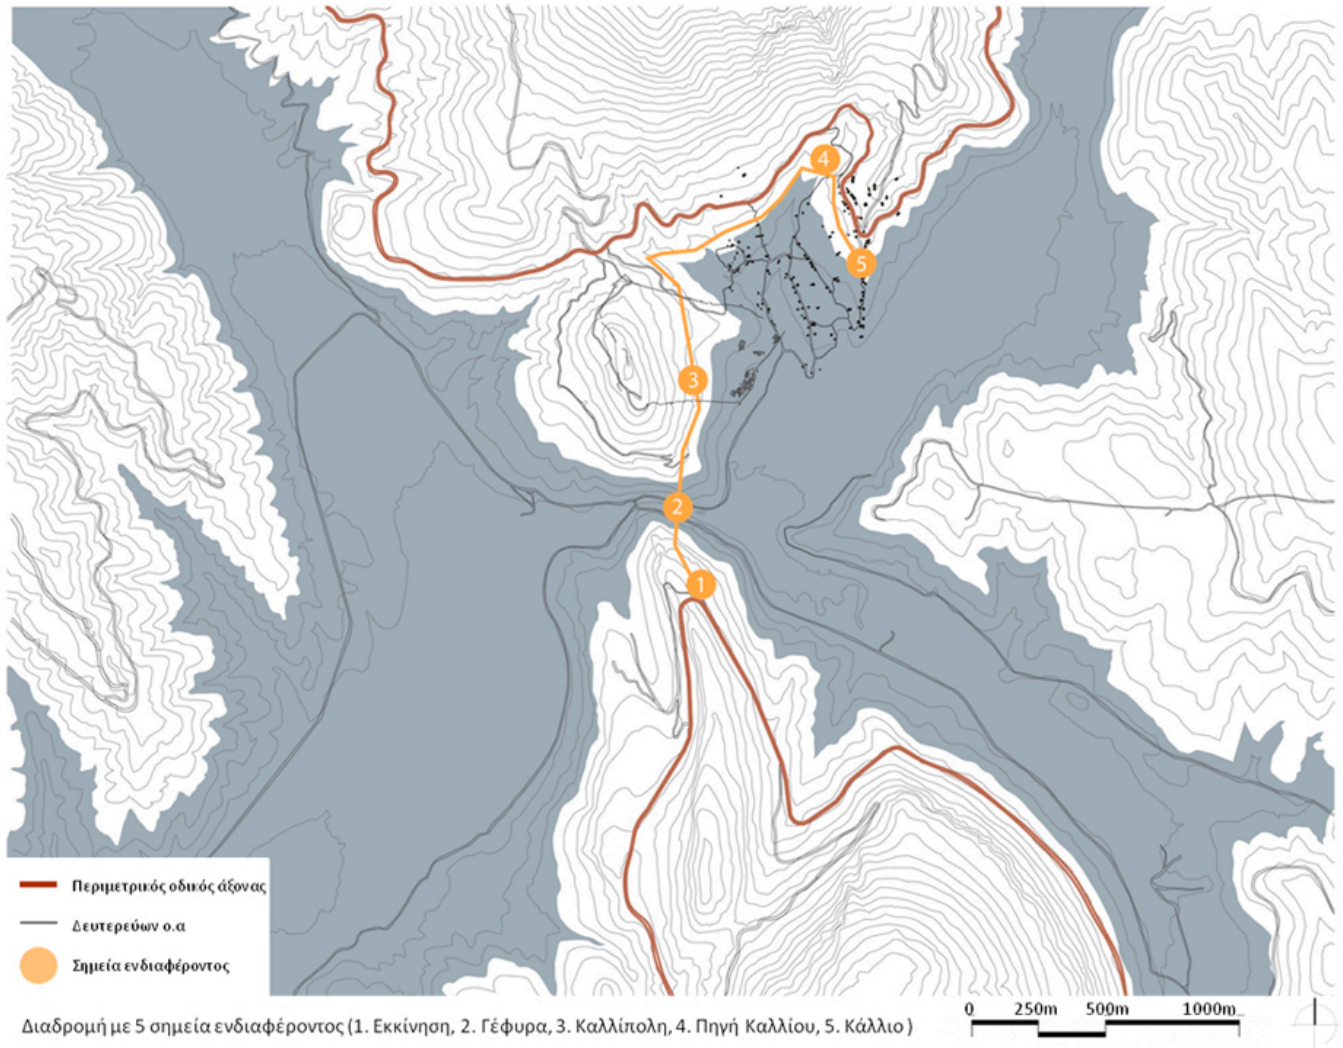 4
5
3
2
1
Περιμετρικός οδικός άξονας
Δευτερεύων ο.α
Σημεία ενδιαφέροντος
0 250m 500m 1000m
Διαδρομή με 5 σημεία ενδιαφέροντος (1. Εκκίνηση, 2. Γέφυρα, 3. Καλλίπολη, 4. Πηγή Καλλίου, 5. Κάλλιο )